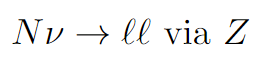 Nν → ℓℓ via Z